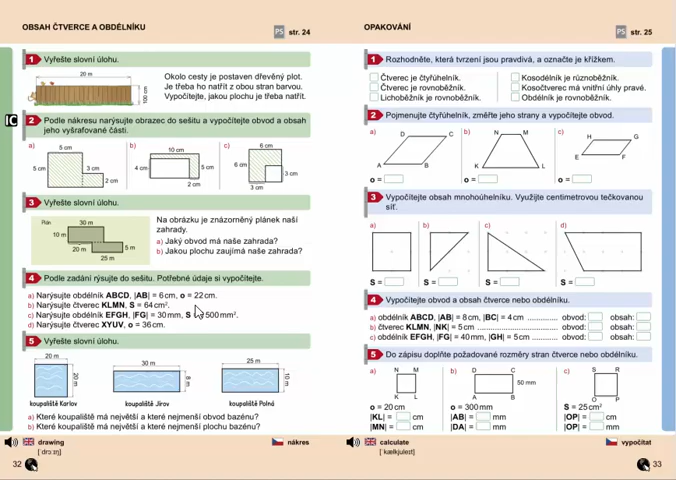 OBSAH ČTVERCE A OBDÉLNÍKU
PS str. 24
1 Vyřešte slovní úlohu.
20 m
100 cm
Okolo cesty je postaven dřevěný plot.
Je třeba ho natřít z obou stran barvou.
Vypočítejte, jakou plochu je třeba natřít.
IC
2 Podle nákresu narýsujte obrazec do sešitu a vypočítejte obvod a obsah
jeho vyšrafované části.
a) 5 cm
5 cm
3 cm
2 cm
b) 10 cm
4 cm
5 cm
2 cm
c) 6 cm
6 cm
3 cm
3 cm
3 Vyřešte slovní úlohu.
Plán
30 m
10 m
20 m
5 m
25 m
Na obrázku je znázorněný plánek naší
zahrady.
a) Jaký obvod má naše zahrada?
b) Jakou plochu zaujímá naše zahrada?
4 Podle zadání rýsujte do sešitu. Potřebné údaje si vypočítejte.
a) Narýsujte obdélník ABCD, |AB| = 6 cm, o = 22 cm.
b) Narýsujte čtverec KLMN, S = 64 cm².
c) Narýsujte obdélník EFGH, |FG| = 30 mm, S = 1500 mm².
d) Narýsujte čtverec XYUV, o = 36 cm.
5 Vyřešte slovní úlohu.
20 m
20 m
koupaliště Karlov
30 m
8 m
koupaliště Jírov
25 m
10 m
koupaliště Polná
a) Které koupaliště má největší a které nejmenší obvod bazénu?
b) Které koupaliště má největší a které nejmenší plochu bazénu?
drawing
nákres
32
OPAKOVÁNÍ
PS str. 25
1 Rozhodněte, která tvrzení jsou pravdivá, a označte je křížkem.
Čtverec je čtyřúhelník.
Čtverec je rovnoběžník.
Lichoběžník je rovnoběžník.
Kosodélník je různoběžník.
Kosočtverec má vnitřní úhly pravé.
Obdélník je rovnoběžník.
2 Pojmenujte čtyřúhelník, změřte jeho strany a vypočítejte obvod.
a) D C
A B
o =
b) N M
K L
o =
c) H G
E F
o =
3 Vypočítejte obsah mnohoúhelníku. Využijte centimetrovou tečkovanou
síť.
a) b) c) d)
S = S = S = S =
4 Vypočítejte obvod a obsah čtverce nebo obdélníku.
a) obdélník ABCD, |AB| = 8 cm, |BC| = 4 cm .............. obvod: obsah:
b) čtverec KLMN, |NK| = 5 cm .................................... obvod: obsah:
c) obdélník EFGH, |FG| = 40 mm, |GH| = 5 cm .......... obvod: obsah:
5 Do zápisu doplňte požadované rozměry stran čtverce nebo obdélníku.
a) N M
K L
o = 20 cm
|KL| = cm
|MN| = cm
b) D C
50 mm
A B
o = 300 mm
|AB| = mm
|DA| = mm
c) S R
O P
S = 25 cm²
|OP| = cm
|OP| = mm
calculate
vypočítat
33